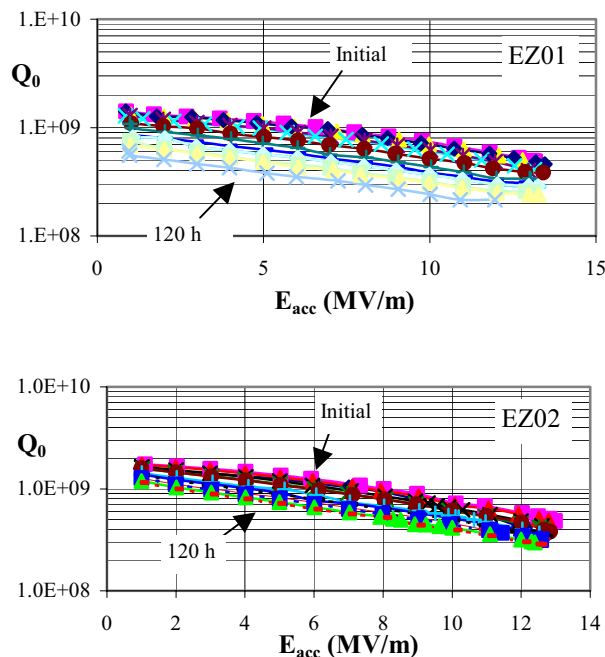 1.E+10
Initial
EZ01
Q0
1.E+09
120 h
1.E+08
0 5 10 15
Eacc (MV/m)
1.0E+10
Initial
EZ02
Q0
1.0E+09
120 h
1.0E+08
0 2 4 6 8 10 12 14
Eacc (MV/m)